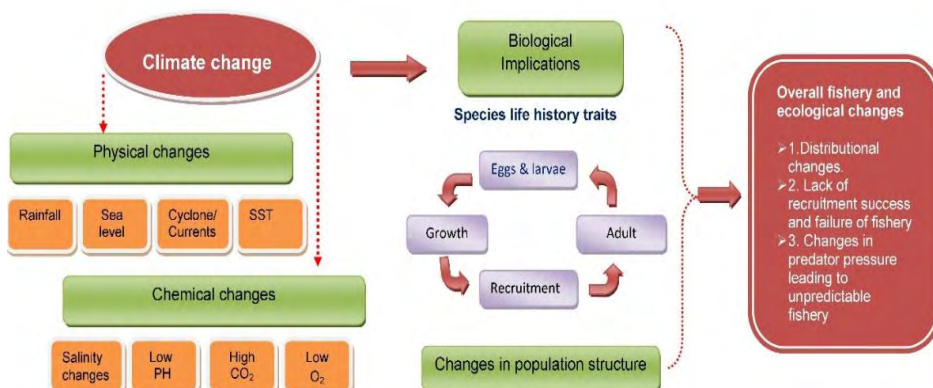 Climate change
Physical changes
Rainfall
Sea
level
Cyclone/
Currents
SST
Chemical changes
Salinity
changes
Low
PH
High
CO₂
Low
O₂
Biological
Implications
Species life history traits
Eggs & larvae
Growth
Adult
Recruitment
Changes in population structure
Overall fishery and
ecological changes
➢1.Distributional
changes.
➢2. Lack of
recruitment success
and failure of fishery
➢3. Changes in
predator pressure
leading to
unpredictable
fishery